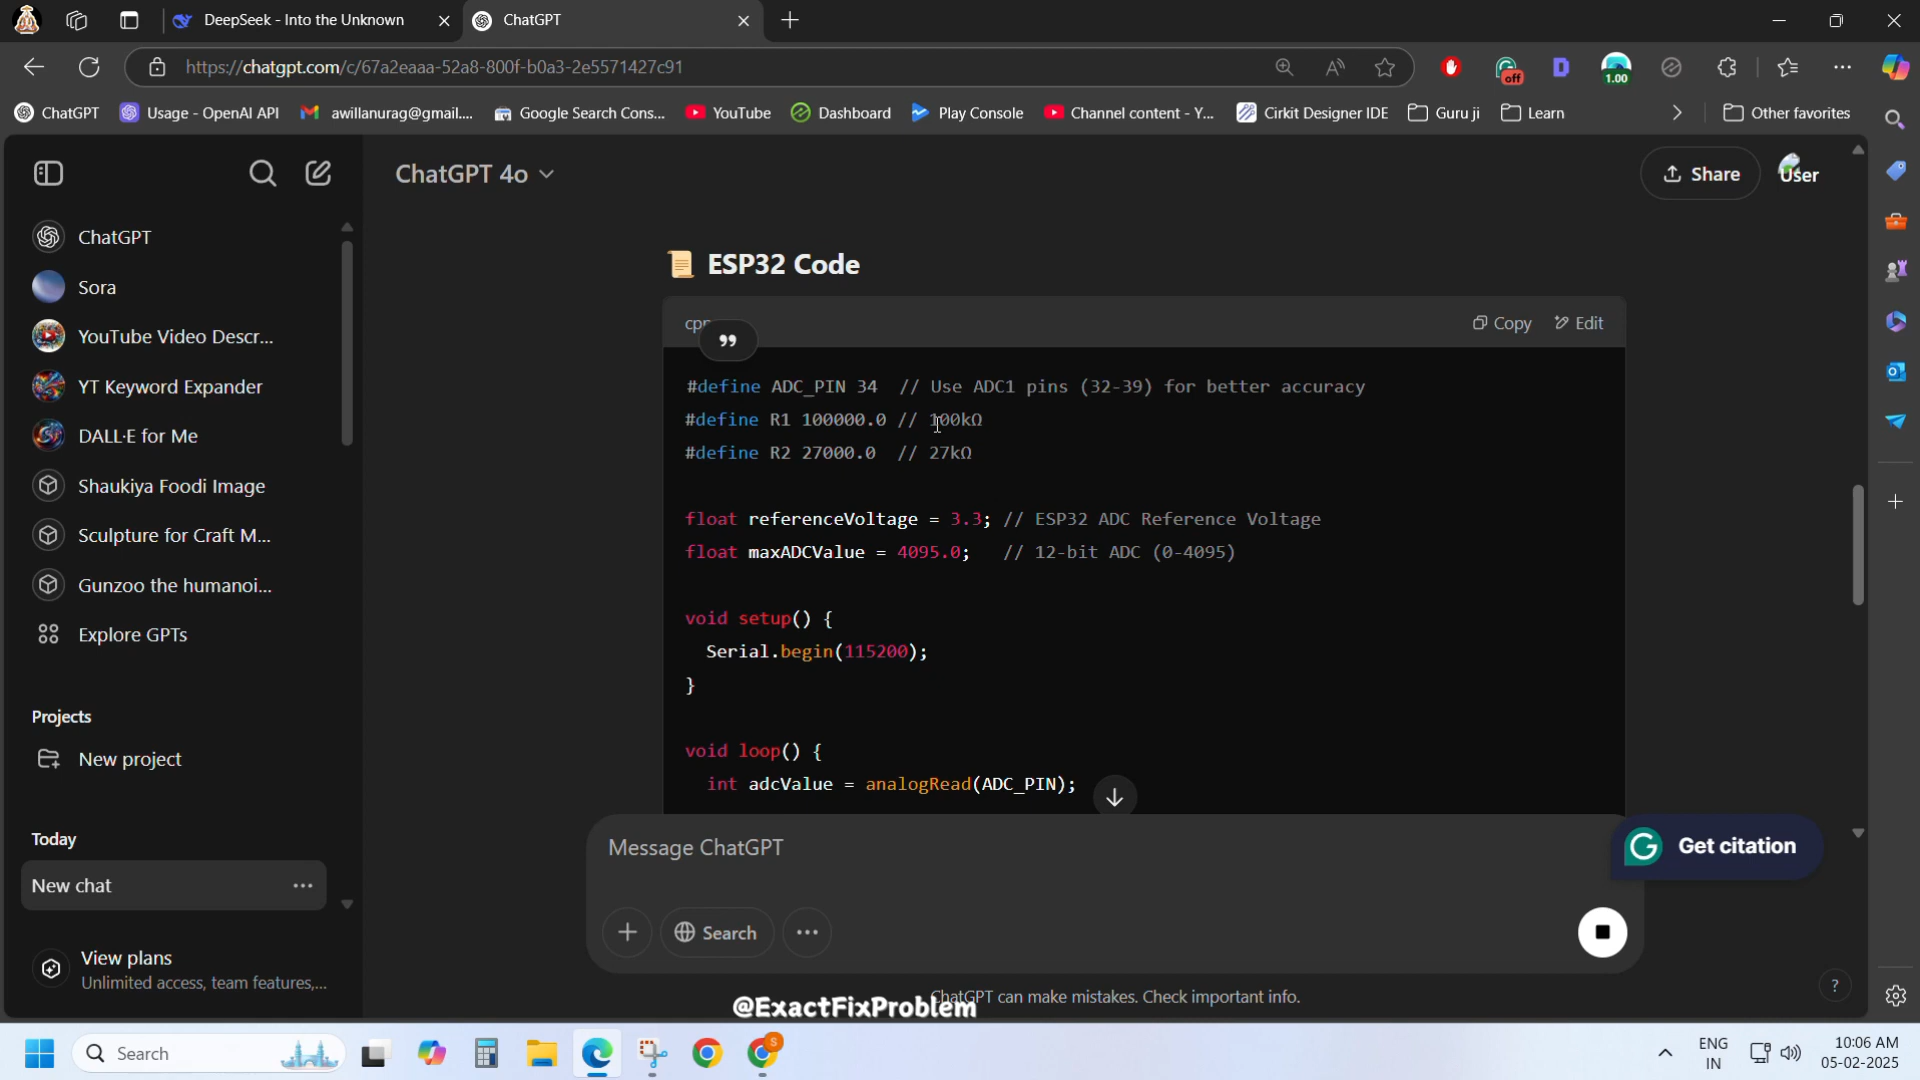 DeepSeek - Into the Unknown
ChatGPT
https://chatgpt.com/c/67a2eaaa-52a8-800f-b0a3-2e5571427c91
off
D
1.00
ChatGPT
Usage - OpenAI API
awillanurag@gmail....
Google Search Cons...
YouTube
Dashboard
Play Console
Channel content - Y...
Cirkit Designer IDE
Guru ji
Learn
Other favorites
ChatGPT 4o
Share
User
ChatGPT
Sora
YouTube Video Descr...
YT Keyword Expander
DALL·E for Me
Shaukiya Foodi Image
Sculpture for Craft M...
Gunzoo the humanoi...
Explore GPTs
Projects
New project
Today
New chat
View plans
Unlimited access, team features,...
ESP32 Code
Copy
Edit
#define ADC_PIN 34  // Use ADC1 pins (32-39) for better accuracy
#define R1 100000.0 // 100kΩ
#define R2 27000.0  // 27kΩ
float referenceVoltage = 3.3; // ESP32 ADC Reference Voltage
float maxADCValue = 4095.0;   // 12-bit ADC (0-4095)
void setup() {
Serial.begin(115200);
}
void loop() {
int adcValue = analogRead(ADC_PIN);
Message ChatGPT
Get citation
Search
ChatGPT can make mistakes. Check important info.
?
@ExactFixProblem
Search
S
ENG
IN
10:06 AM
05-02-2025